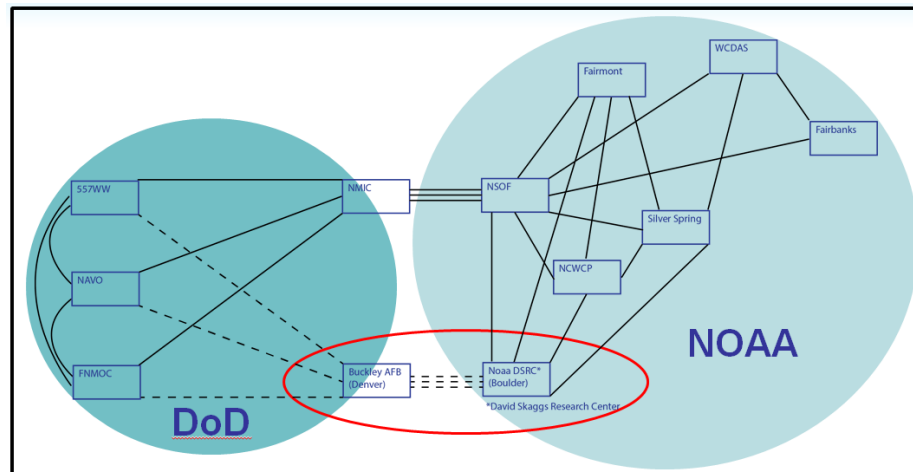 WCDAS
Fairmont
Fairbanks
557WW
NMIC
NSOF
Silver Spring
NAVO
NCWCP
NOAA
FNMOC
Buckley AFB
(Denver)
Noaa DSRC*
(Boulder)
*David Skaggs Research Center
DoD